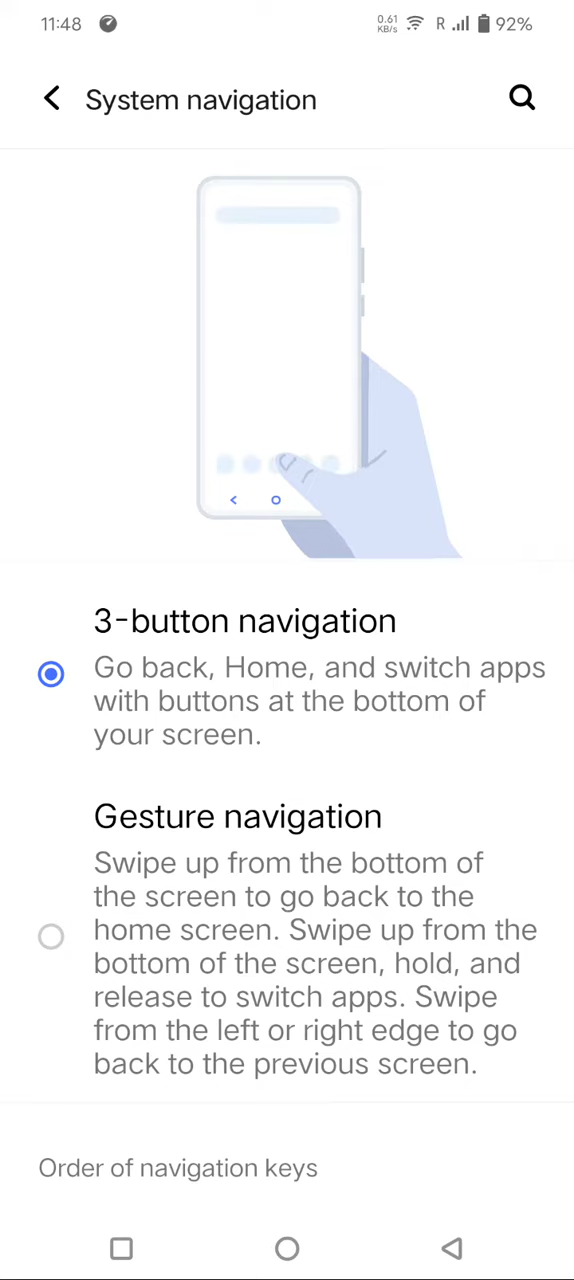 11:48
0.61
KB/s
R
92%
System navigation
3-button navigation
Go back, Home, and switch apps
with buttons at the bottom of
your screen.
Gesture navigation
Swipe up from the bottom of
the screen to go back to the
home screen. Swipe up from the
bottom of the screen, hold, and
release to switch apps. Swipe
from the left or right edge to go
back to the previous screen.
Order of navigation keys